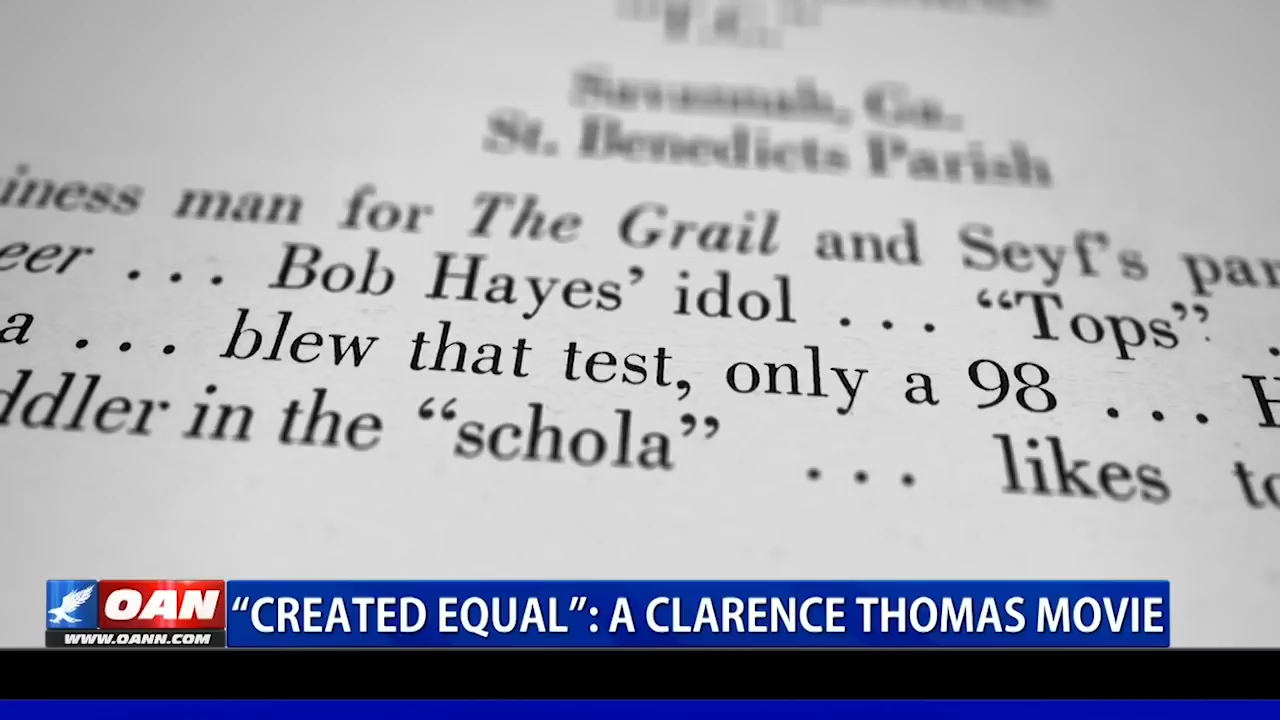 Savannah, Ga.
St. Benedicts Parish
iness man for The Grail and Seyf's par
eer . . . Bob Hayes' idol . . . “Tops” .
a . . . blew that test, only a 98 . . . H
ddler in the “schola” . . . likes to
OAN
WWW.OANN.COM
“CREATED EQUAL”: A CLARENCE THOMAS MOVIE